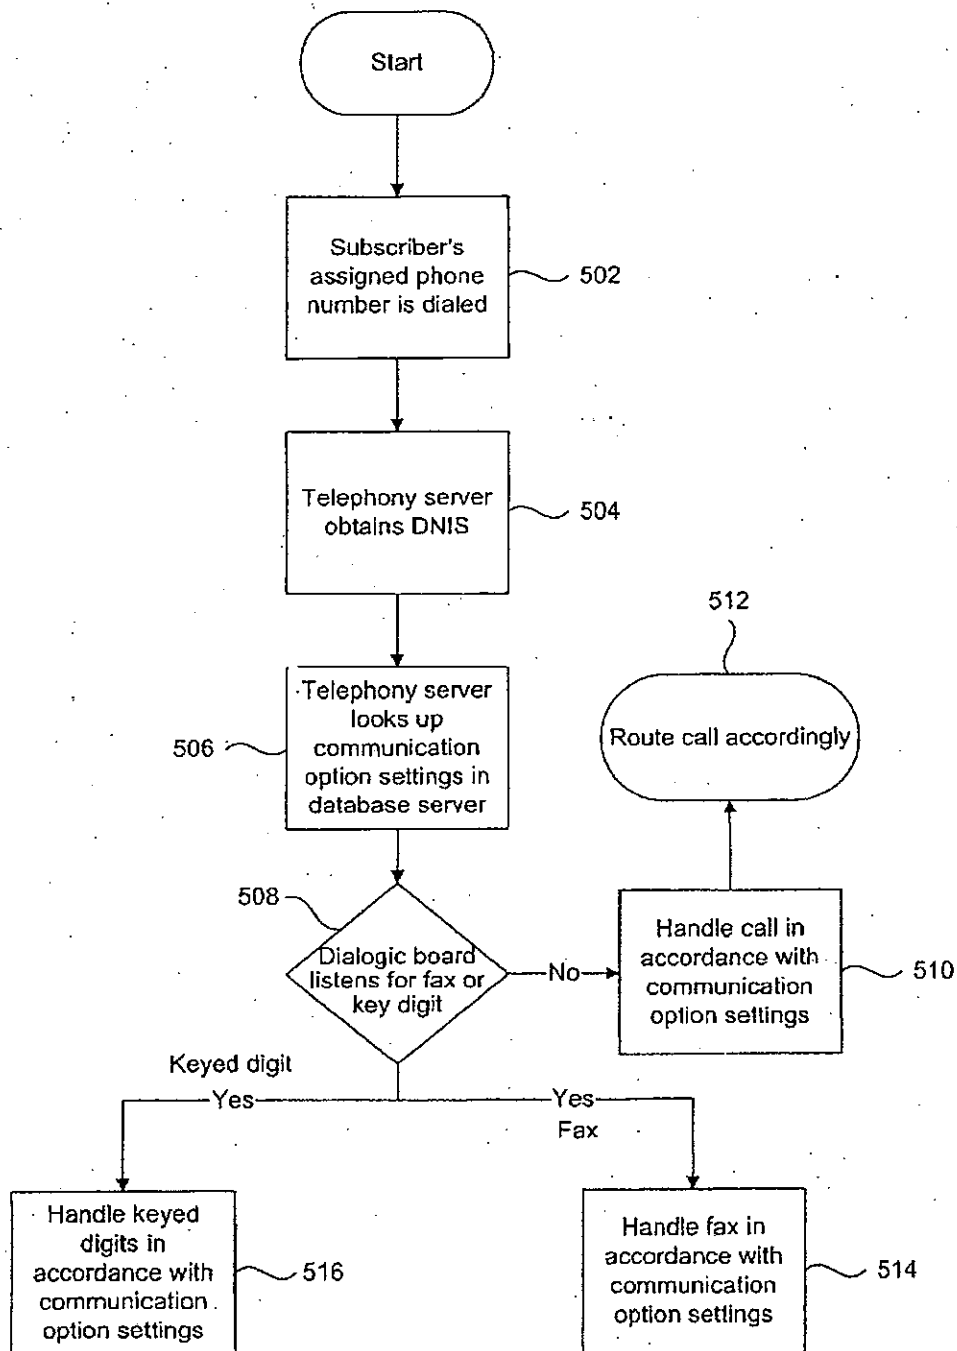 Start
Subscriber's
assigned phone
number is dialed
502
Telephony server
obtains DNIS
504
512
Telephony server
looks up
communication
option settings in
database server
506
Route call accordingly
508
Dialogic board
listens for fax or
key digit
No
Handle call in
accordance with
communication
option settings
510
Keyed digit
Yes
Yes
Fax
Handle keyed
digits in
accordance with
communication
option settings
516
Handle fax in
accordance with
communication
option settings
514